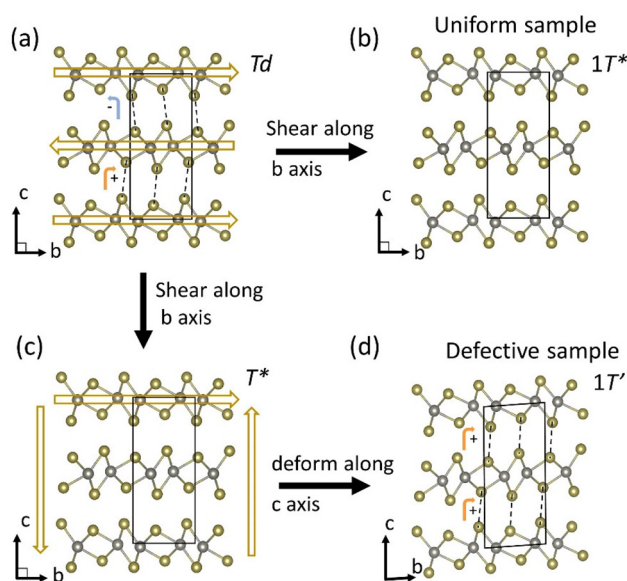 Uniform sample
(a)
Td
(b)
1T*
-
+
Shear along
b axis
c
b
c
b
Shear along
b axis
(c)
T*
(d)
Defective sample
1T'
+
+
deform along
c axis
c
b
c
b